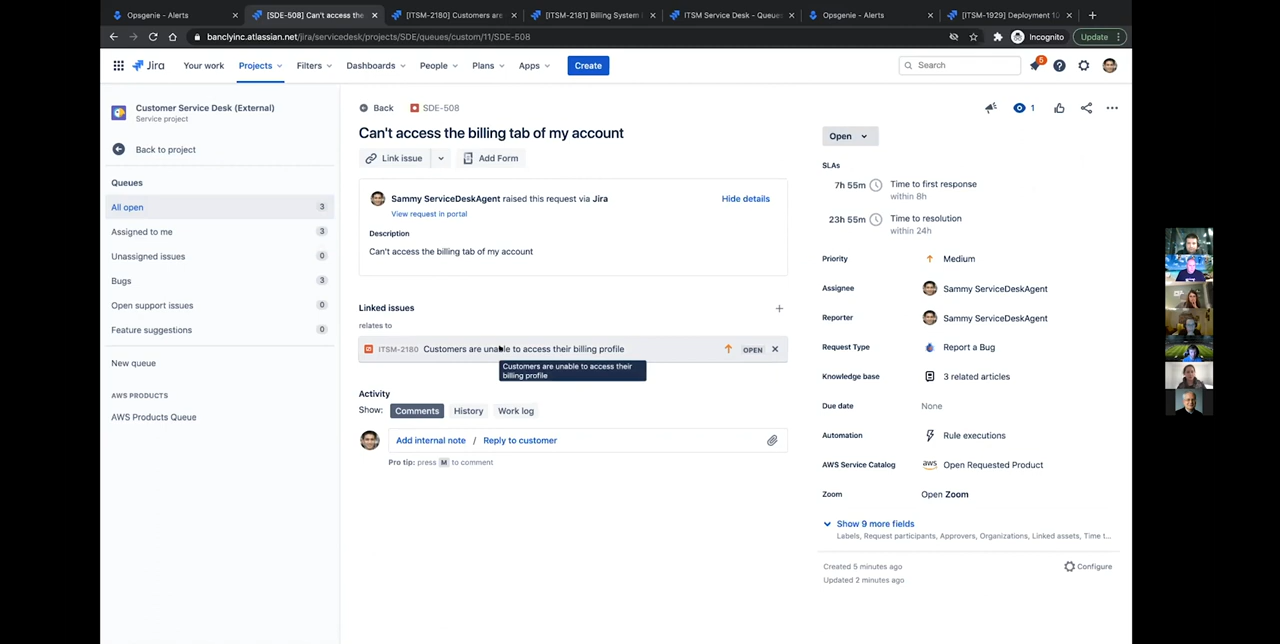 Opsgenie - Alerts
[SDE-508] Can't access the
[ITSM-2180] Customers are
[ITSM-2181] Billing System
ITSM Service Desk - Queues
Opsgenie - Alerts
[ITSM-1929] Deployment 10
banclyinc.atlassian.net/jira/servicedesk/projects/SDE/queues/custom/11/SDE-508
Incognito
Update
Jira
Your work
Projects
Filters
Dashboards
People
Plans
Apps
Create
Search
6
Customer Service Desk (External)
Service project
Back to project
Queues
All open 3
Assigned to me 3
Unassigned issues 0
Bugs 3
Open support issues 0
Feature suggestions 0
New queue
AWS PRODUCTS
AWS Products Queue
Back
SDE-508
1
Can't access the billing tab of my account
Link issue
Add Form
Sammy ServiceDeskAgent raised this request via Jira
Hide details
View request in portal
Description
Can't access the billing tab of my account
Linked issues
relates to
ITSM-2180 Customers are unable to access their billing profile
OPEN
Customers are unable to access their
billing profile
Activity
Show: Comments History Work log
Add internal note / Reply to customer
Pro tip: press M to comment
Open
SLAs
7h 55m Time to first response
within 8h
23h 55m Time to resolution
within 24h
Priority Medium
Assignee Sammy ServiceDeskAgent
Reporter Sammy ServiceDeskAgent
Request Type Report a Bug
Knowledge base 3 related articles
Due date None
Automation Rule executions
AWS Service Catalog aws Open Requested Product
Zoom Open Zoom
Show 9 more fields
Labels, Request participants, Approvers, Organizations, Linked assets, Time t...
Created 5 minutes ago
Configure
Updated 2 minutes ago